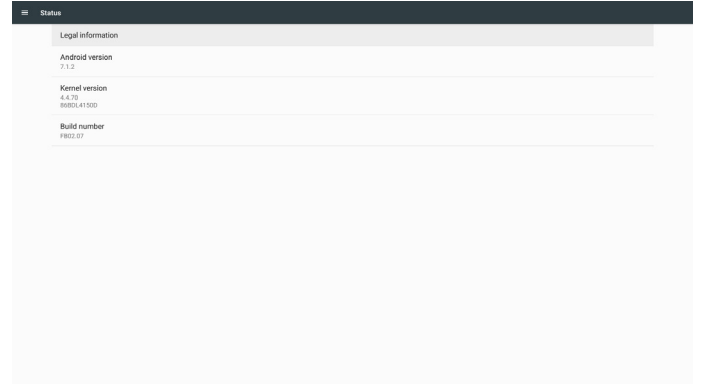 Status
Legal information
Android version
7.1.2
Kernel version
4.4.70
86BDL4150D
Build number
FB02.07